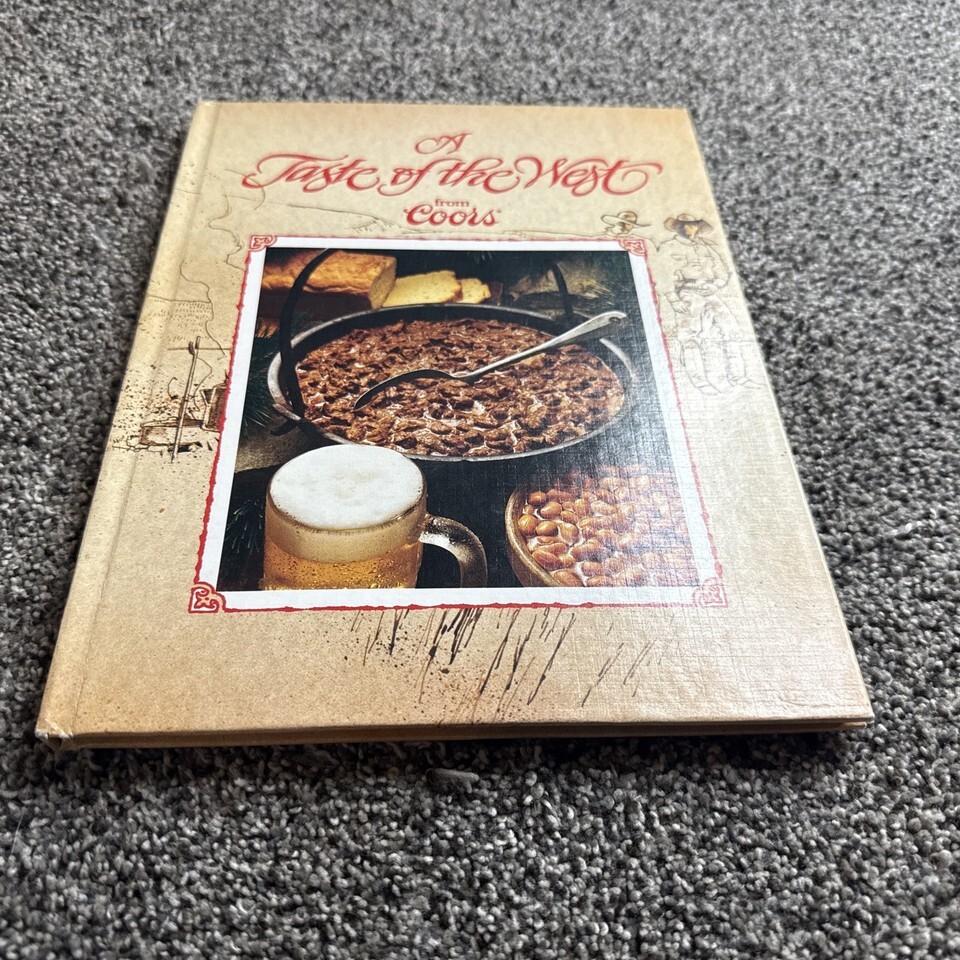 A
Taste of the West
from
"Coors"